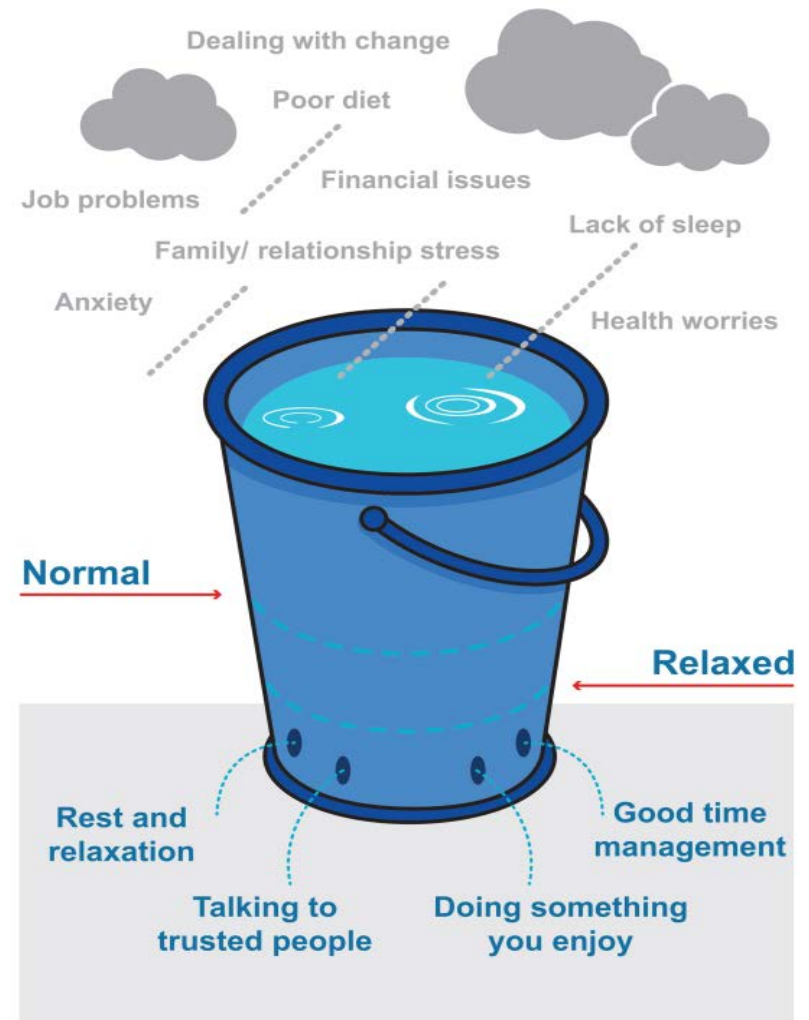 Dealing with change
Poor diet
Financial issues
Job problems
Lack of sleep
Family/ relationship stress
Anxiety
Health worries
Normal
Relaxed
Rest and
relaxation
Good time
management
Talking to
trusted people
Doing something
you enjoy